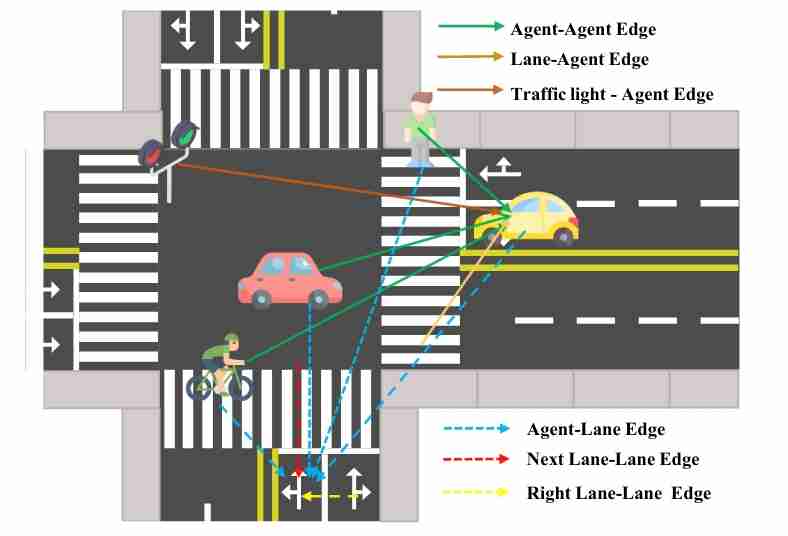 Agent-Agent Edge
Lane-Agent Edge
Traffic light - Agent Edge
Agent-Lane Edge
Next Lane-Lane Edge
Right Lane-Lane Edge